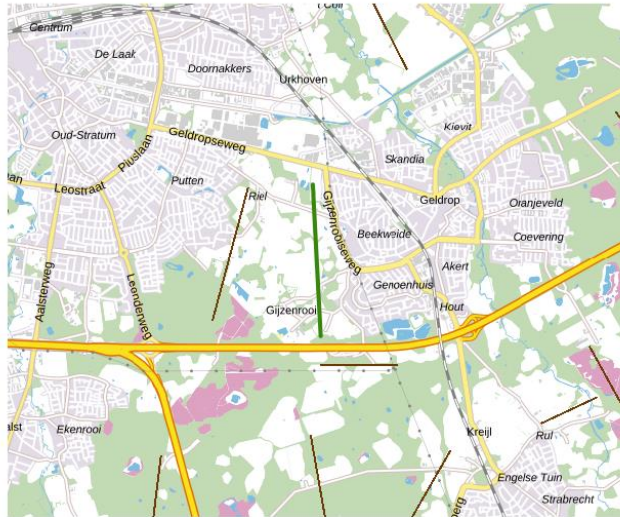 Centrum
De Laak
Doornakkers
Urkhoven
Oud-Stratum
Piuslaan
Geldropseweg
Kievit
Skandia
Leostraat
Putten
Riel
Geldrop
Oranjeveld
Gijzenrooiseweg
Beekweide
Coevering
Akert
Aalsterweg
Leonderweg
Genoenhuis
Gijzenrooi
Hout
Ekenrooi
Kreijl
Rul
Engelse Tuin
Strabrecht